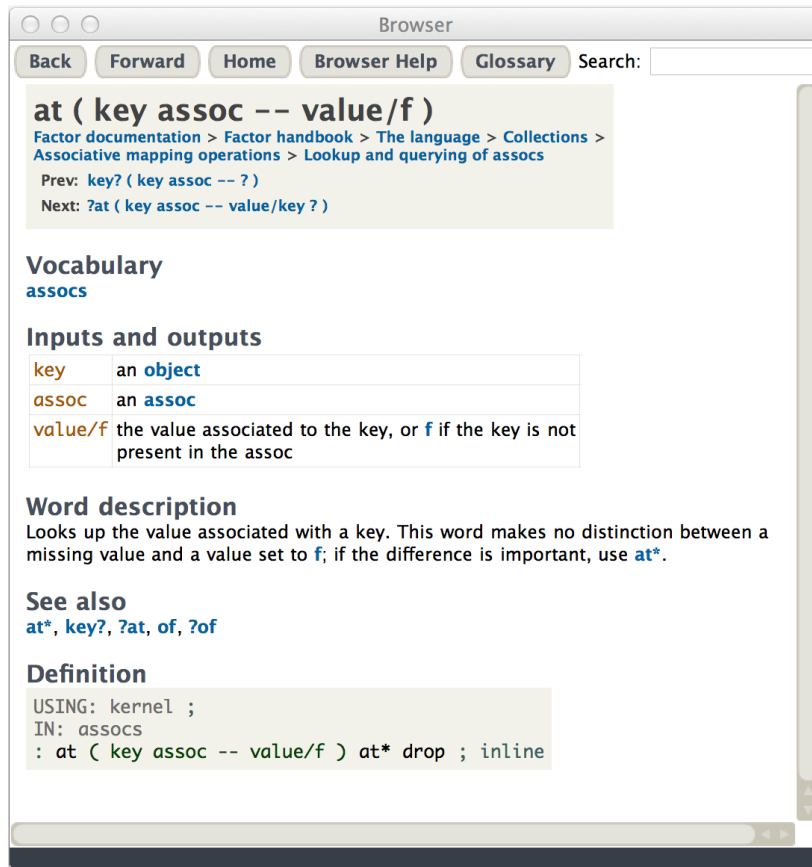 Browser
Back Forward Home Browser Help Glossary Search:
at ( key assoc -- value/f )
Factor documentation > Factor handbook > The language > Collections >
Associative mapping operations > Lookup and querying of assocs
Prev: key? ( key assoc -- ? )
Next: ?at ( key assoc -- value/key ? )
Vocabulary
assocs
Inputs and outputs
key an object
assoc an assoc
value/f the value associated to the key, or f if the key is not
present in the assoc
Word description
Looks up the value associated with a key. This word makes no distinction between a
missing value and a value set to f; if the difference is important, use at*.
See also
at*, key?, ?at, of, ?of
Definition
USING: kernel ;
IN: assocs
: at ( key assoc -- value/f ) at* drop ; inline